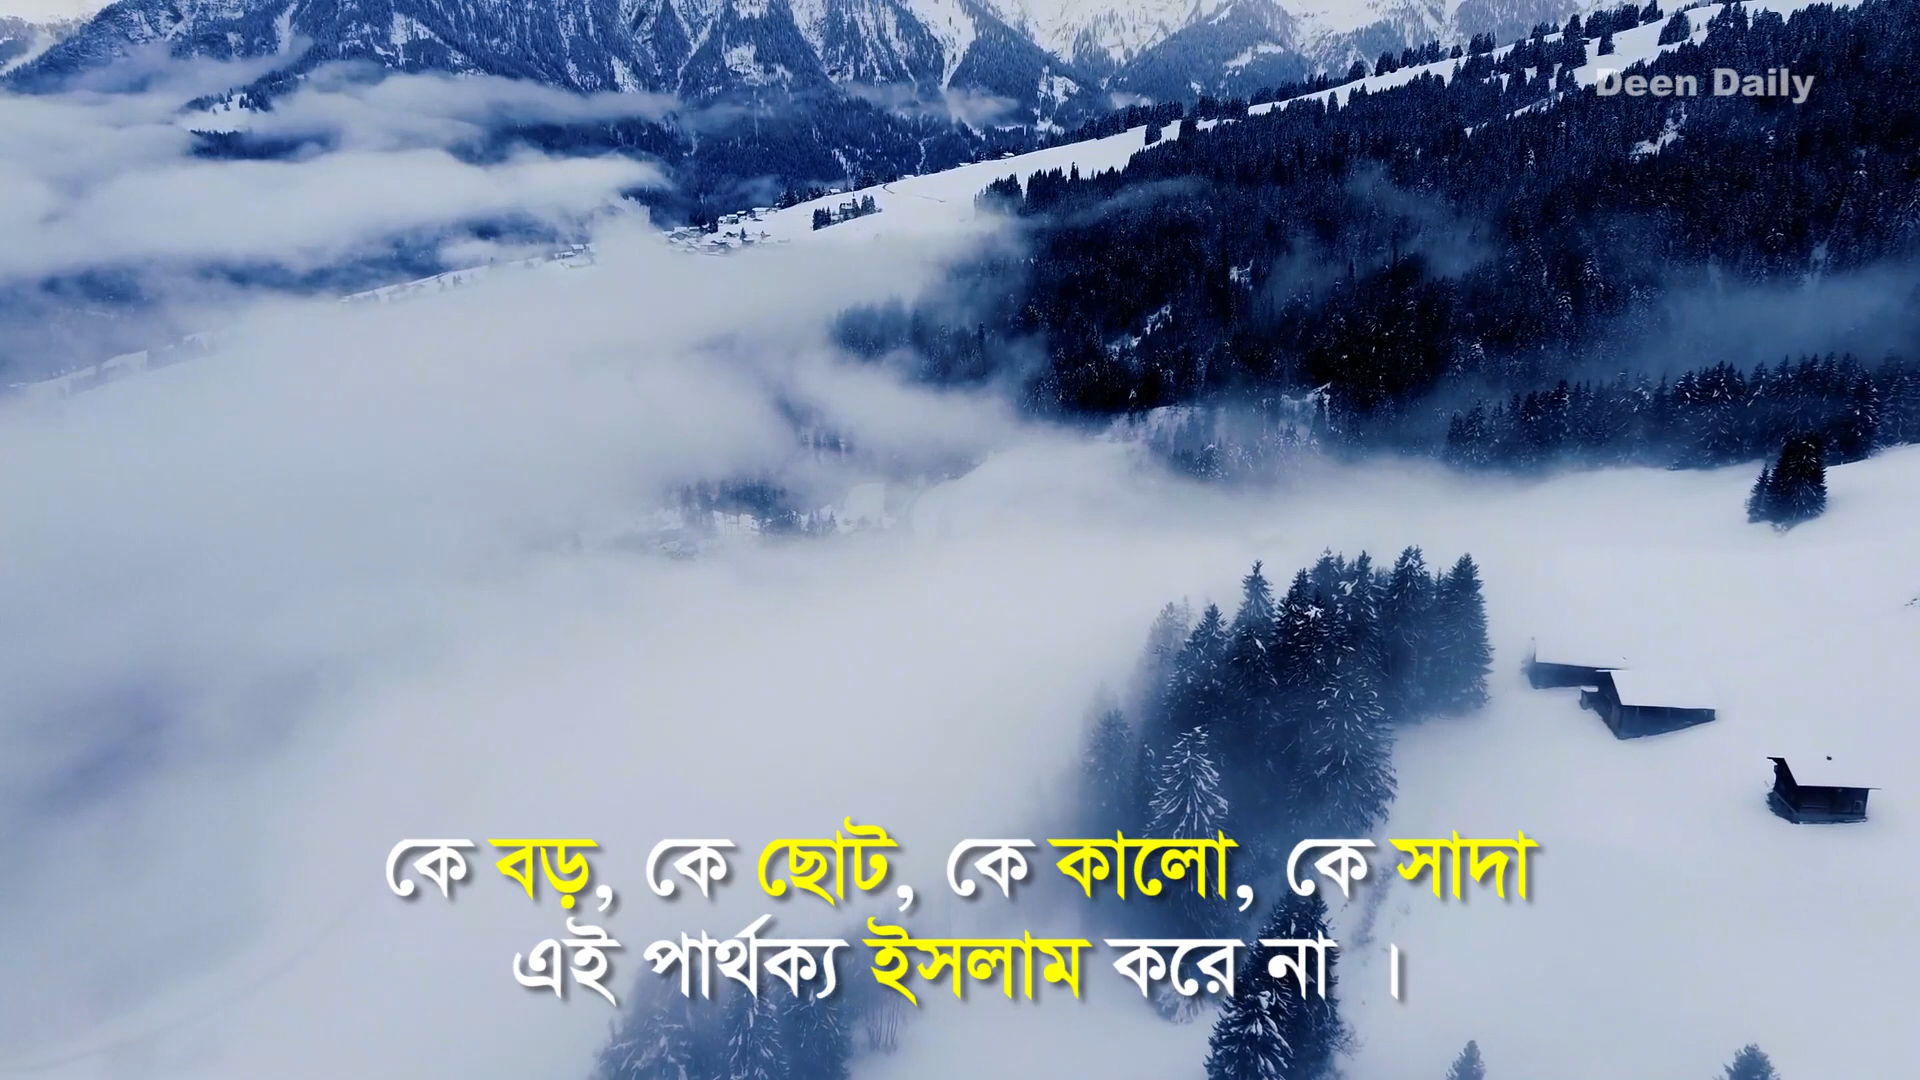 Deen Daily
কে বড়, কে ছোট, কে কালো, কে সাদা
এই পার্থক্য ইসলাম করে না ।